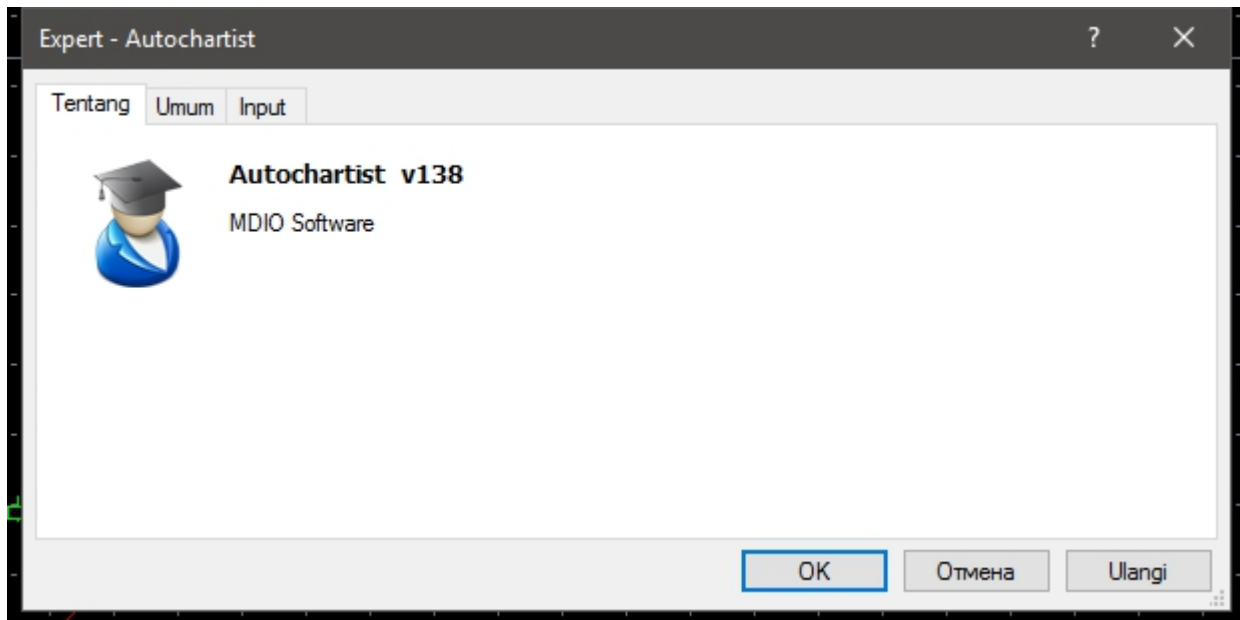 Expert - Autochartist ? ×
Tentang Umum Input
Autochartist v138
MDIO Software
OK Отмена Ulangi